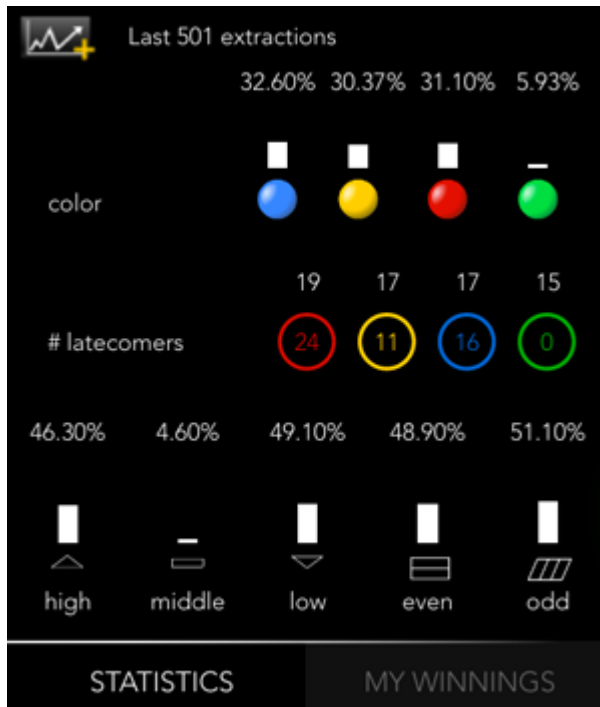 Last 501 extractions
32.60% 30.37% 31.10% 5.93%
color
19 17 17 15
# latecomers 24 11 16 0
46.30% 4.60% 49.10% 48.90% 51.10%
high middle low even odd
STATISTICS MY WINNINGS